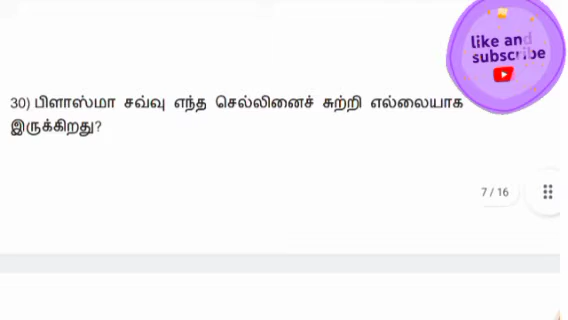 like and
subscribe
30) பிளாஸ்மா சவ்வு எந்த செல்லினைச் சுற்றி எல்லையாக
இருக்கிறது?
7 / 16